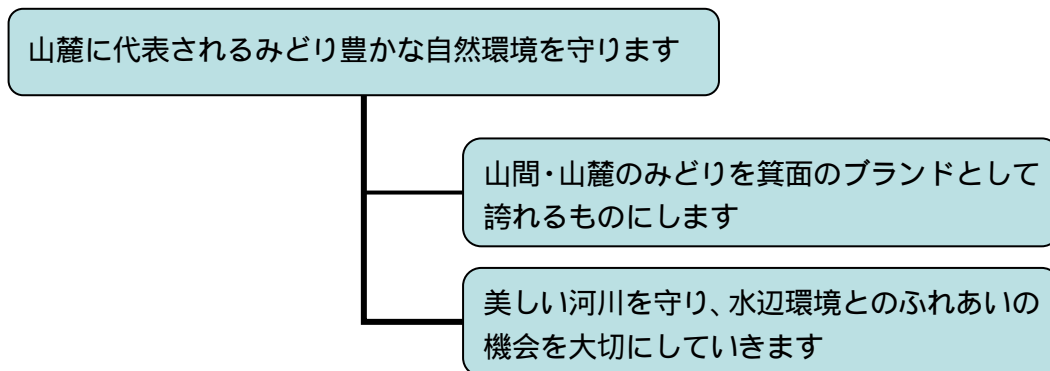 山麓に代表されるみどり豊かな自然環境を守ります
山間・山麓のみどりを箕面のブランドとして
誇れるものにします
美しい河川を守り、水辺環境とのふれあいの
機会を大切にしていきます